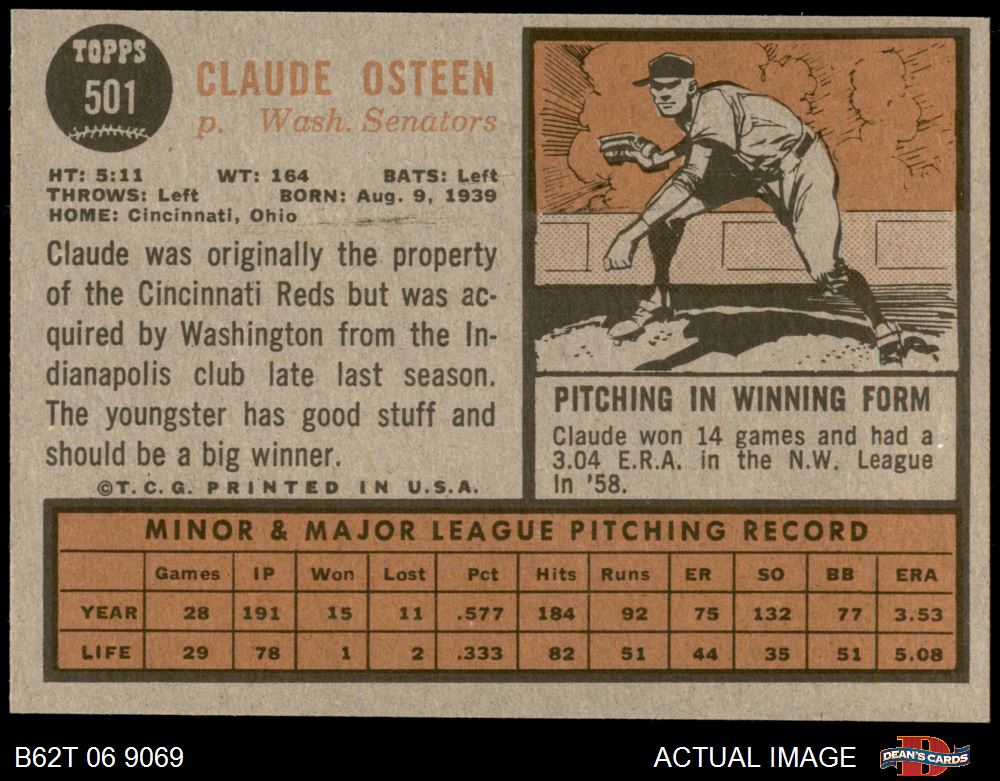 TOPPS
501
CLAUDE OSTEEN
p. Wash. Senators
HT: 5:11 WT: 164 BATS: Left
THROWS: Left BORN: Aug. 9, 1939
HOME: Cincinnati, Ohio
Claude was originally the property
of the Cincinnati Reds but was ac-
quired by Washington from the In-
dianapolis club late last season.
The youngster has good stuff and
should be a big winner.
©T.C.G. PRINTED IN U.S.A.
PITCHING IN WINNING FORM
Claude won 14 games and had a
3.04 E.R.A. in the N.W. League
in '58.
MINOR & MAJOR LEAGUE PITCHING RECORD
Games IP Won Lost Pct Hits Runs ER SO BB ERA
YEAR 28 191 15 11 .577 184 92 75 132 77 3.53
LIFE 29 78 1 2 .333 82 51 44 35 51 5.08
B62T 06 9069 ACTUAL IMAGE DEAN'S CARDS